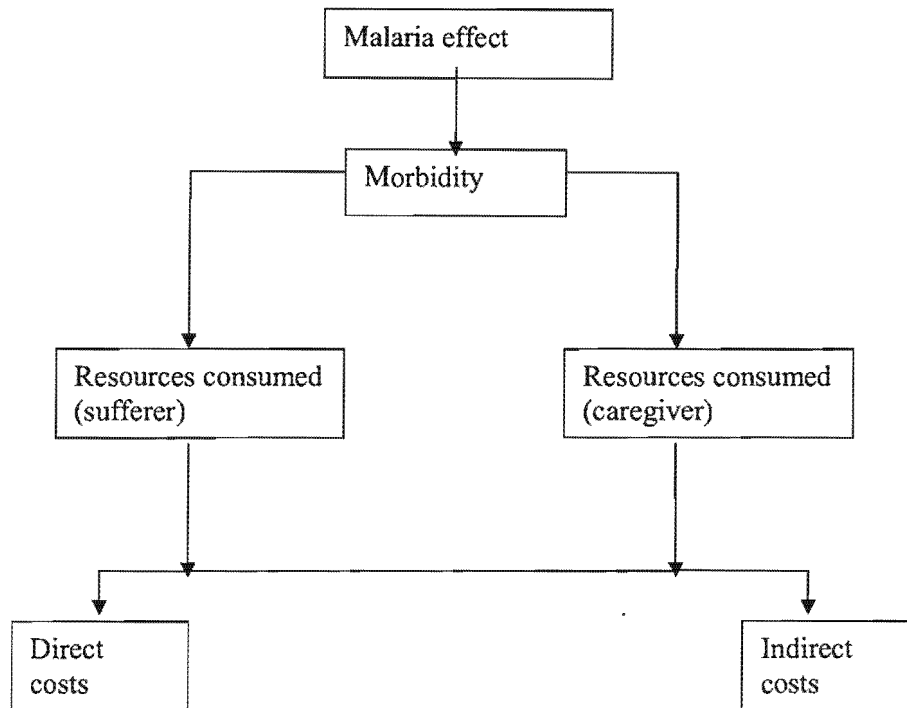 Malaria effect
Morbidity
Resources consumed
(sufferer)
Resources consumed
(caregiver)
Direct
costs
Indirect
costs